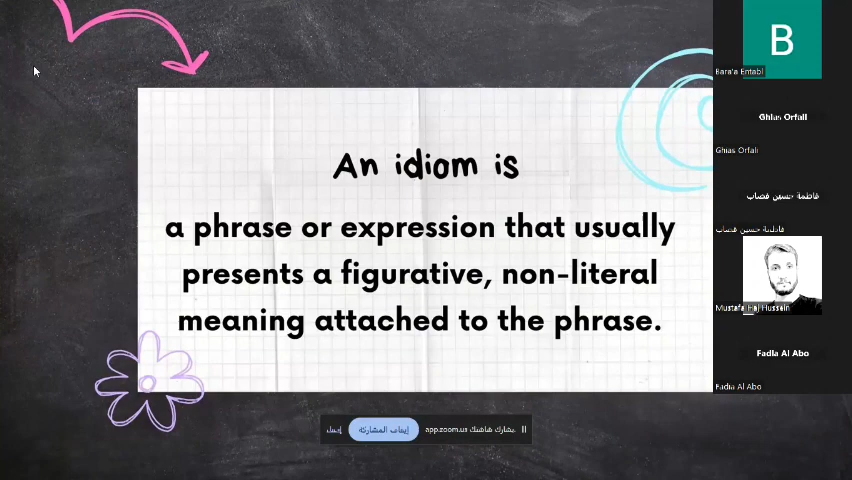 An idiom is
a phrase or expression that usually
presents a figurative, non-literal
meaning attached to the phrase.
B
Bara'a Entabi
Ghias Orfali
Ghias Orfali
فاطمة حسين قصاب
فاطمة حسين قصاب
Mustafa Haj Hussein
Fadia Al Abo
Fadia Al Abo
يشارك شاشتك app.zoom.us
إيقاف المشاركة